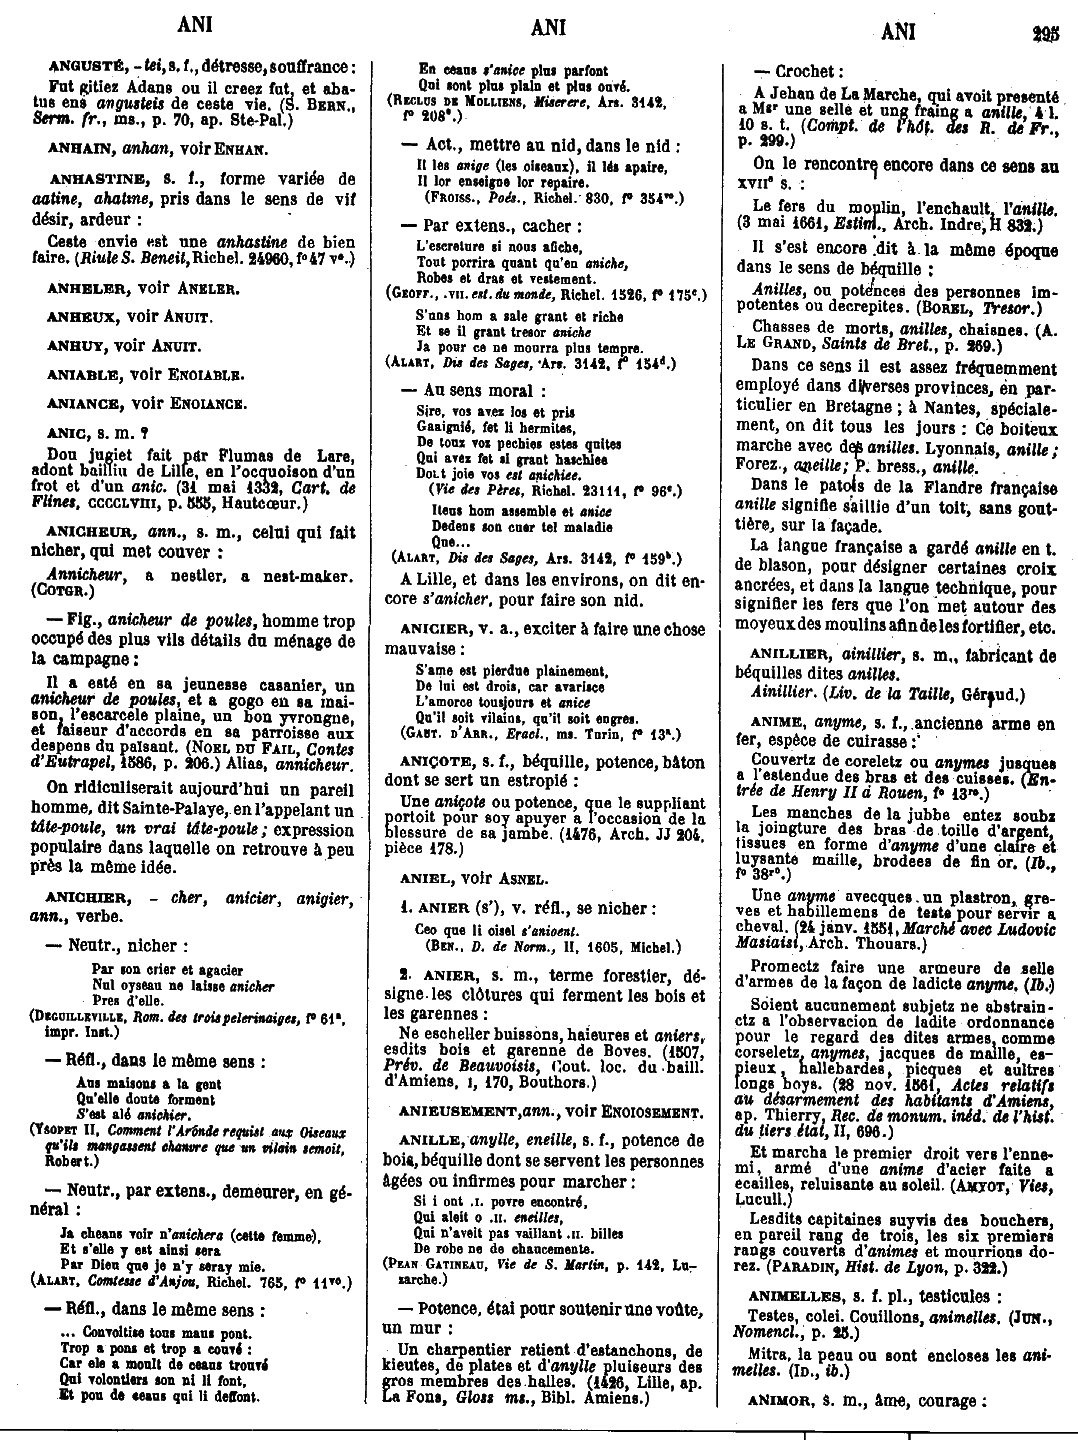 ANI
ANI
ANI
295
ANGUSTÉ, -tei, s. f., détresse, souffrance :
Fut gitiez Adans ou il creez fut, et aba-
tus ens angusteis de ceste vie. (S. BERN.,
Serm. fr., ms., p. 70, ap. Ste-Pal.)
ANHAIN, anhan, voir ENHAN.
ANHASTINE, s. f., forme variée de
aatine, ahatine, pris dans le sens de vif
désir, ardeur :
Ceste envie est une anhastine de bien
faire. (Riule S. Beneit, Richel. 24960, f° 47 v°.)
ANHELER, voir ANELER.
ANHEUX, voir ANUIT.
ANHUY, voir ANUIT.
ANIABLE, voir ENOIABLE.
ANIANCE, voir ENOIANCE.
ANIC, s. m. ?
Dou jugiet fait par Flumas de Lare,
adont bailliu de Lille, en l'ocquoison d'un
frot et d'un anic. (31 mai 1332, Cart. de
Flines, CCCCLVIII, p. 555, Hautcœur.)
ANICHEUR, ann., s. m., celui qui fait
nicher, qui met couver :
Annicheur, a nestler, a nest-maker.
(COTGR.)
— Fig., anicheur de poules, homme trop
occupé des plus vils détails du ménage de
la campagne :
Il a esté en sa jeunesse casanier, un
anicheur de poules, et a gogo en sa mai-
son, l'escarcele plaine, un bon yvrongne,
et faiseur d'accords en sa parroisse aux
despens du paisant. (NOEL DU FAIL, Contes
d'Eutrapel, 1586, p. 206.) Alias, annicheur.
On ridiculiserait aujourd'hui un pareil
homme, dit Sainte-Palaye, en l'appelant un
tâte-poule, un vrai tâte-poule ; expression
populaire dans laquelle on retrouve à peu
près la même idée.
ANICHIER, - cher, anicier, anigier,
ann., verbe.
— Neutr., nicher :
Par son crier et agacier
Nul oyseau ne laisse anicher
Pres d'elle.
(DEGUILLEVILLE, Rom. des trois pelerinaiges, f° 61ª,
impr. Inst.)
— Réfl., dans le même sens :
Aus maisons a la gent
Qu'elle doute forment
S'est alé anichier.
(YSOPET II, Comment l'Arónde requist aux Oiseaux
qu'ils mangassent chanvre que un vilain semoit,
Robert.)
— Neutr., par extens., demeurer, en gé-
néral :
Ja cheans voir n'anichera (cette femme),
Et s'elle y est ainsi sera
Par Dieu que je n'y seray mie.
(ALART, Comtesse d'Anjou, Richel. 765, f° 11vo.)
— Réfl., dans le même sens :
... Convoitise tous maus pont.
Trop a pons et trop a couvé :
Car ele a moult de ceaus trouvé
Qui volontiers son ni li font,
Et pou de ceaus qui li deffont.
En ceaus s'anice plus parfont
Qui sont plus plain et plus ouvé.
(RECLUS DE MOLLIENS, Miserere, Ars. 3142,
f° 208ᵉ.)
— Act., mettre au nid, dans le nid :
Il les anige (les oiseaux), il lés apaire,
Il lor enseigne lor repaire.
(FROISS., Poés., Richel. 830, f° 354ro.)
— Par extens., cacher :
L'escreture si nous afiche,
Tout porrira quant qu'en aniche,
Robes et dras et vestement.
(GEOFF., .VII. est. du monde, Richel. 1526, f° 175ᶜ.)
S'uns hom a sale grant et riche
Et se il grant tresor aniche
Ja pour ce ne mourra plus tempre.
(ALART, Dis des Sages, Ars. 3142, f° 154ᵈ.)
— Au sens moral :
Sire, vos avez los et pris
Gaaignié, fet li hermites,
De touz voz pechies estes quites
Qui avez fet si grant haschiee
Dont joie vos est anichiee.
(Vie des Pères, Richel. 23111, f° 96ᵉ.)
Iteus hom assemble et anice
Dedens son cuer tel maladie
Que...
(ALART, Dis des Sages, Ars. 3142, f° 159ᵇ.)
A Lille, et dans les environs, on dit en-
core s'anicher, pour faire son nid.
ANICIER, v. a., exciter à faire une chose
mauvaise :
S'ame est pierdue plainement,
De lui est drois, car avarisce
L'amorce tousjours et anice
Qu'il soit vilains, qu'il soit engres.
(GAUT. D'ARR., Eracl., ms. Turin, f° 13ª.)
ANIÇOTE, s. f., béquille, potence, bâton
dont se sert un estropié :
Une aniçote ou potence, que le suppliant
portoit pour soy apuyer a l'occasion de la
blessure de sa jambe. (1476, Arch. JJ 204,
pièce 178.)
ANIEL, voir ASNEL.
1. ANIER (s'), v. réfl., se nicher :
Ceo que li oisel s'anioent.
(BEN., D. de Norm., II, 1605, Michel.)
2. ANIER, s. m., terme forestier, dé-
signe les clôtures qui ferment les bois et
les garennes :
Ne escheller buissons, haieures et aniers,
esdits bois et garenne de Boves. (1507,
Prév. de Beauvoisis, Cout. loc. du baill.
d'Amiens, I, 170, Bouthors.)
ANIEUSEMENT, ann., voir ENOIOSEMENT.
ANILLE, anylle, eneille, s. f., potence de
bois, béquille dont se servent les personnes
âgées ou infirmes pour marcher :
Si i ont .I. povre encontré,
Qui aleit o .II. eneilles,
Qui n'aveit pas vaillant .II. billes
De robe ne de chaucemente.
(PEAN GATINEAU, Vie de S. Martin, p. 142, Lu-
sarche.)
— Potence, étai pour soutenir une voûte,
un mur :
Un charpentier retient d'estanchons, de
kieutes, de plates et d'anylle pluiseurs des
gros membres des halles. (1426, Lille, ap.
La Fons, Gloss ms., Bibl. Amiens.)
— Crochet :
A Jehan de La Marche, qui avoit presenté
a Mgr une selle et ung fraing a anille, 4 l.
10 s. t. (Compt. de l'hôt. des R. de Fr.,
p. 299.)
On le rencontre encore dans ce sens au
XVIIᵉ s. :
Le fers du moulin, l'enchault, l'anille.
(3 mai 1661, Estim., Arch. Indre, H 832.)
Il s'est encore dit à la même époque
dans le sens de béquille :
Anilles, ou potences des personnes im-
potentes ou decrepites. (BOREL, Tresor.)
Chasses de morts, anilles, chaisnes. (A.
LE GRAND, Saints de Bret., p. 269.)
Dans ce sens il est assez fréquemment
employé dans diverses provinces, en par-
ticulier en Bretagne ; à Nantes, spéciale-
ment, on dit tous les jours : Ce boiteux
marche avec des anilles. Lyonnais, anille ;
Forez., aneille ; P. bress., anille.
Dans le patois de la Flandre française
anille signifie saillie d'un toit, sans gout-
tière, sur la façade.
La langue française a gardé anille en t.
de blason, pour désigner certaines croix
ancrées, et dans la langue technique, pour
signifier les fers que l'on met autour des
moyeux des moulins afin de les fortifier, etc.
ANILLIER, ainillier, s. m., fabricant de
béquilles dites anilles.
Ainillier. (Liv. de la Taille, Géraud.)
ANIME, anyme, s. f., ancienne arme en
fer, espèce de cuirasse :
Couvertz de coreletz ou anymes jusques
a l'estendue des bras et des cuisses. (En-
trée de Henry II à Rouen, f° 13ro.)
Les manches de la jubbe entez soubz
la joingture des bras de toille d'argent,
tissues en forme d'anyme d'une claire et
luysante maille, brodees de fin or. (Ib.,
f° 38ro.)
Une anyme avecques un plastron, gre-
ves et habillemens de teste pour servir a
cheval. (24 janv. 1551, Marché avec Ludovic
Masiaisi, Arch. Thouars.)
Promectz faire une armeure de selle
d'armes de la façon de ladicte anyme. (Ib.)
Soient aucunement subjetz ne abstrain-
ctz a l'observacion de ladite ordonnance
pour le regard des dites armes, comme
corseletz, anymes, jacques de maille, es-
pieux, hallebardes, picques et aultres
longs boys. (28 nov. 1561, Actes relatifs
au désarmement des habitants d'Amiens,
ap. Thierry, Rec. de monum. inéd. de l'hist.
du tiers état, II, 696.)
Et marcha le premier droit vers l'enne-
mi, armé d'une anime d'acier faite a
ecailles, reluisante au soleil. (AMYOT, Vies,
Lucull.)
Lesdits capitaines suyvis des bouchers,
en pareil rang de trois, les six premiers
rangs couverts d'animes et mourrions do-
rez. (PARADIN, Hist. de Lyon, p. 322.)
ANIMELLES, s. f. pl., testicules :
Testes, colei. Couillons, animelles. (JUN.,
Nomencl., p. 25.)
Mitra, la peau ou sont encloses les ani-
melles. (ID., ib.)
ANIMOR, s. m., âme, courage :